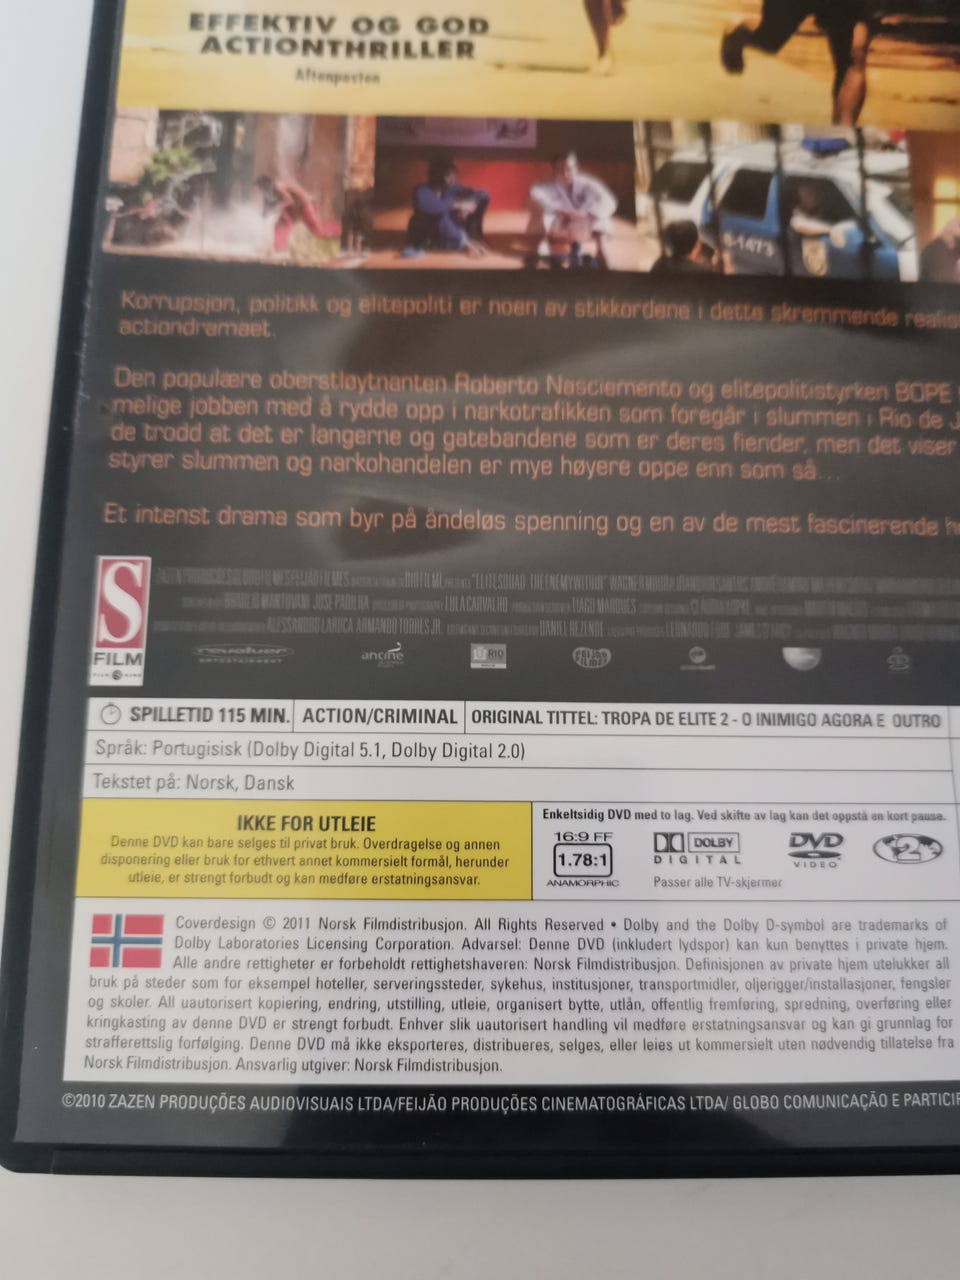 EFFEKTIV OG GOD
ACTIONTHRILLER
Aftenposten
Korrupsjon, politikk og elitepoliti er noen av stikkordene i dette skremmende
actiondramaet.
Den populære oberstløytnanten Roberto Nasciemento og elitepolitistyrken BOPE
melige jobben med å rydde opp i narkotrafikken som foregår i slummen i Rio de J
de trodd at det er langerne og gatebandene som er deres fiender, men det viser
styrer slummen og narkohandelen er mye høyere oppe enn som så...
Et intenst drama som byr på åndeløs spenning og en av de mest fascinerende
S
FILM
ancine
RIO
SPILLETID 115 MIN. ACTION/CRIMINAL ORIGINAL TITTEL: TROPA DE ELITE 2 - O INIMIGO AGORA E OUTRO
Språk: Portugisisk (Dolby Digital 5.1, Dolby Digital 2.0)
Tekstet på: Norsk, Dansk
IKKE FOR UTLEIE
Denne DVD kan bare selges til privat bruk. Overdragelse og annen
disponering eller bruk for ethvert annet kommersielt formål, herunder
utleie, er strengt forbudt og kan medføre erstatningsansvar.
Enkeltsidig DVD med to lag. Ved skifte av lag kan det oppstå en kort pause.
16:9 FF
1.78:1
ANAMORPHIC
DOLBY
DIGITAL
DVD
VIDEO
2
Passer alle TV-skjermer
Coverdesign © 2011 Norsk Filmdistribusjon. All Rights Reserved • Dolby and the Dolby D-symbol are trademarks of
Dolby Laboratories Licensing Corporation. Advarsel: Denne DVD (inkludert lydspor) kan kun benyttes i private hjem.
Alle andre rettigheter er forbeholdt rettighetshaveren: Norsk Filmdistribusjon. Definisjonen av private hjem utelukker all
bruk på steder som for eksempel hoteller, serveringssteder, sykehus, institusjoner, transportmidler, oljerigger/installasjoner, fengsler
og skoler. All uautorisert kopiering, endring, utstilling, utleie, organisert bytte, utlån, offentlig fremføring, spredning, overføring eller
kringkasting av denne DVD er strengt forbudt. Enhver slik uautorisert handling vil medføre erstatningsansvar og kan gi grunnlag for
strafferettslig forfølging. Denne DVD må ikke eksporteres, distribueres, selges, eller leies ut kommersielt uten nødvendig tillatelse fra
Norsk Filmdistribusjon. Ansvarlig utgiver: Norsk Filmdistribusjon.
©2010 ZAZEN PRODUÇÕES AUDIOVISUAIS LTDA/FEIJÃO PRODUÇÕES CINEMATOGRÁFICAS LTDA/ GLOBO COMUNICAÇÃO E PARTICIP